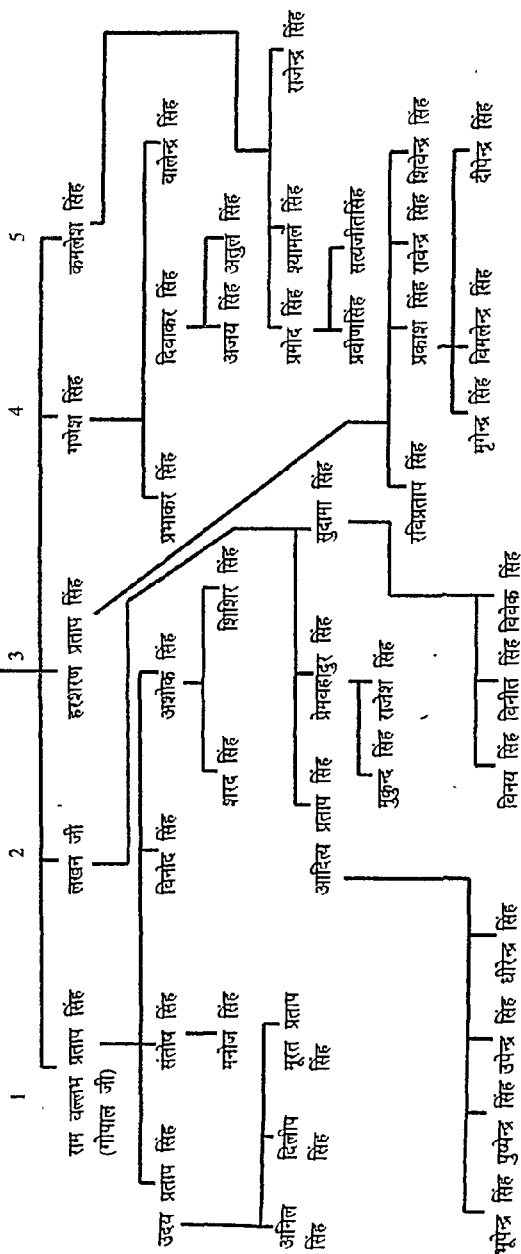 1 2 3 4 5
राम वल्लभ प्रताप सिंह लखन जी हरशरण प्रताप सिंह गणेश सिंह कमलेश सिंह
(गोपाल जी)
उदय प्रताप सिंह संतोष सिंह विनोद सिंह अशोक सिंह प्रभाकर सिंह दिवाकर सिंह वालेन्द्र सिंह
मनोज सिंह शरद सिंह शिशिर सिंह अजय सिंह अतुल सिंह
अनिल सिंह दिलीप सिंह मूरत प्रताप सिंह
आदित्य प्रताप सिंह प्रेमवहादुर सिंह सुदामा सिंह प्रमोद सिंह श्यामल सिंह राजेन्द्र सिंह
मुकुन्द सिंह राजेश सिंह प्रवीणसिंह सत्यजीतसिंह
रविप्रताप सिंह प्रकाश सिंह राघेन्द्र सिंह शिवेन्द्र सिंह
मृगेन्द्र सिंह विमलेन्द्र सिंह दीपेन्द्र सिंह
भूपेन्द्र सिंह पुष्पेन्द्र सिंह उपेन्द्र सिंह धीरेन्द्र सिंह विनय सिंह विनीत सिंह विवेक सिंह